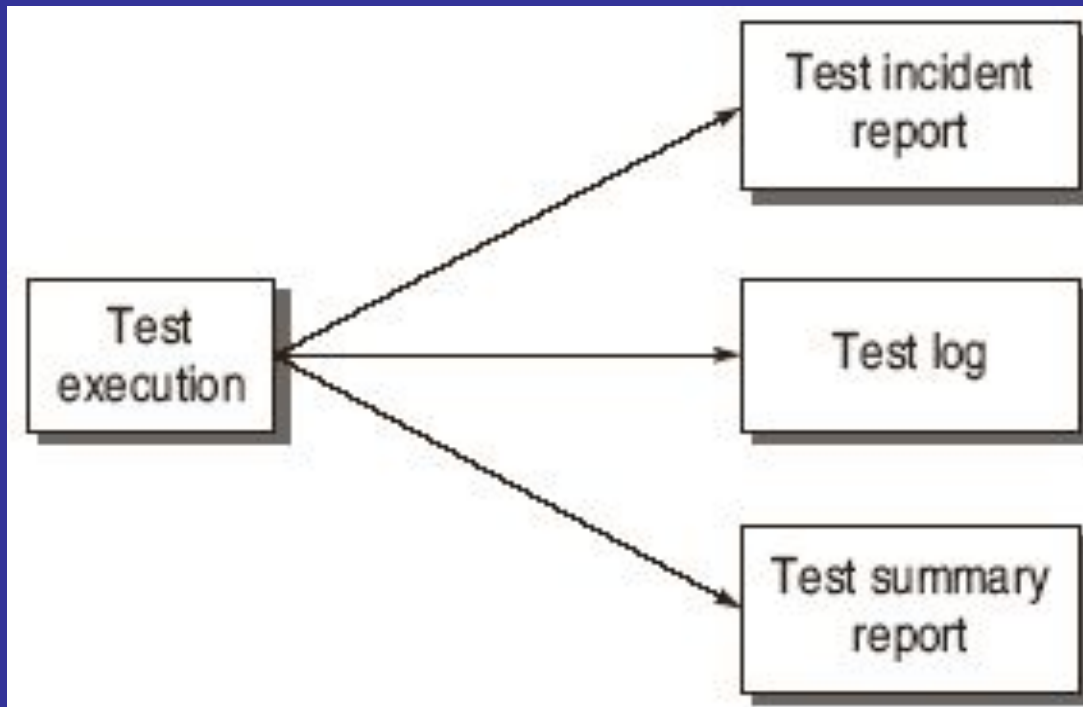 Test
execution
Test incident
report
Test log
Test summary
report